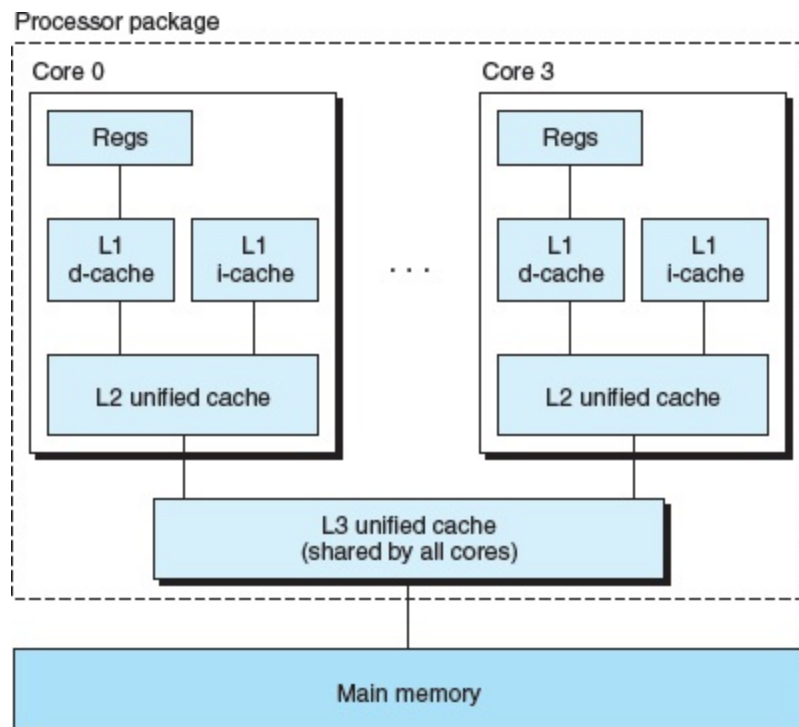 Processor package
Core 0
Core 3
Regs
Regs
L1
d-cache
L1
i-cache
. . .
L1
d-cache
L1
i-cache
L2 unified cache
L2 unified cache
L3 unified cache
(shared by all cores)
Main memory